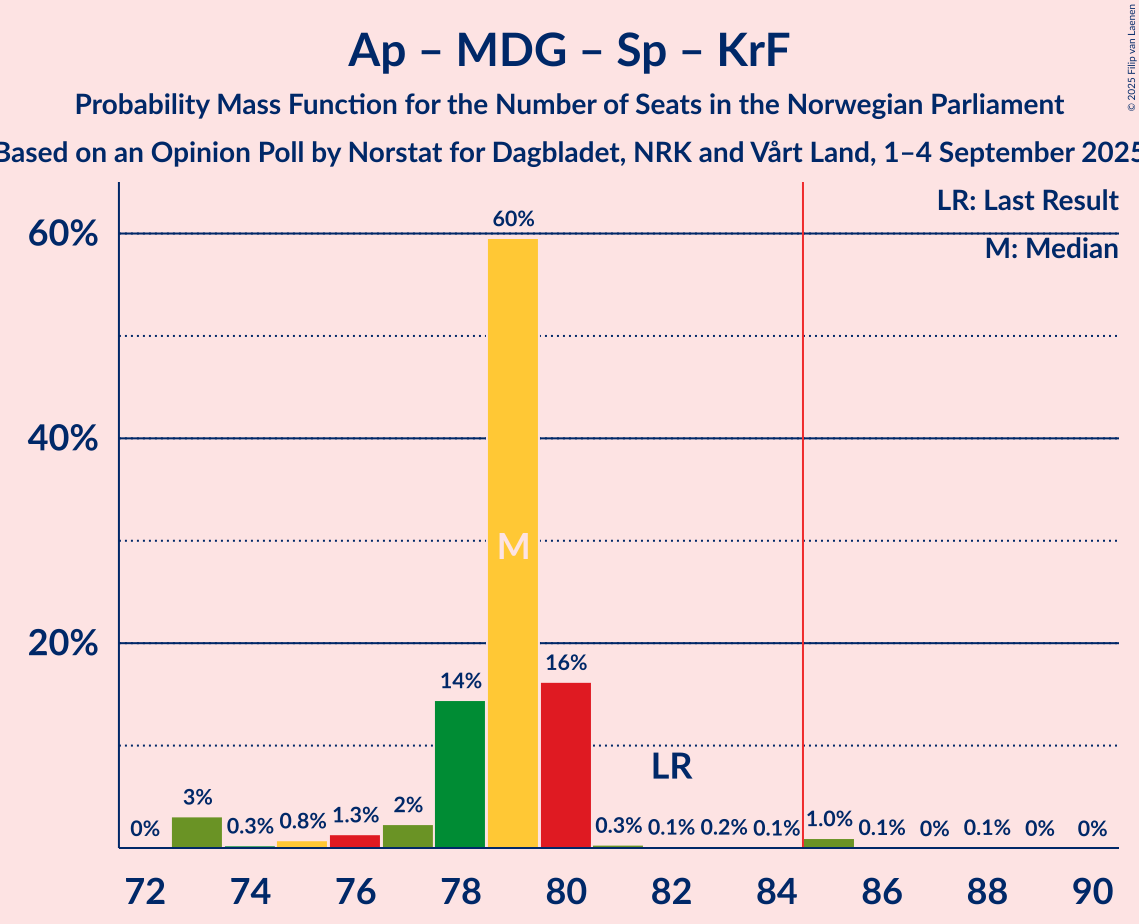 Ap – MDG – Sp – KrF
Probability Mass Function for the Number of Seats in the Norwegian Parliament
Based on an Opinion Poll by Norstat for Dagbladet, NRK and Vårt Land, 1–4 September 2025
© 2025 Filip van Laenen
LR: Last Result
M: Median
60%
40%
20%
0%
3%
0.3%
0.8%
1.3%
2%
14%
60%
M
16%
0.3%
LR
0.1%
0.2%
0.1%
1.0%
0.1%
0%
0.1%
0%
0%
72 74 76 78 80 82 84 86 88 90